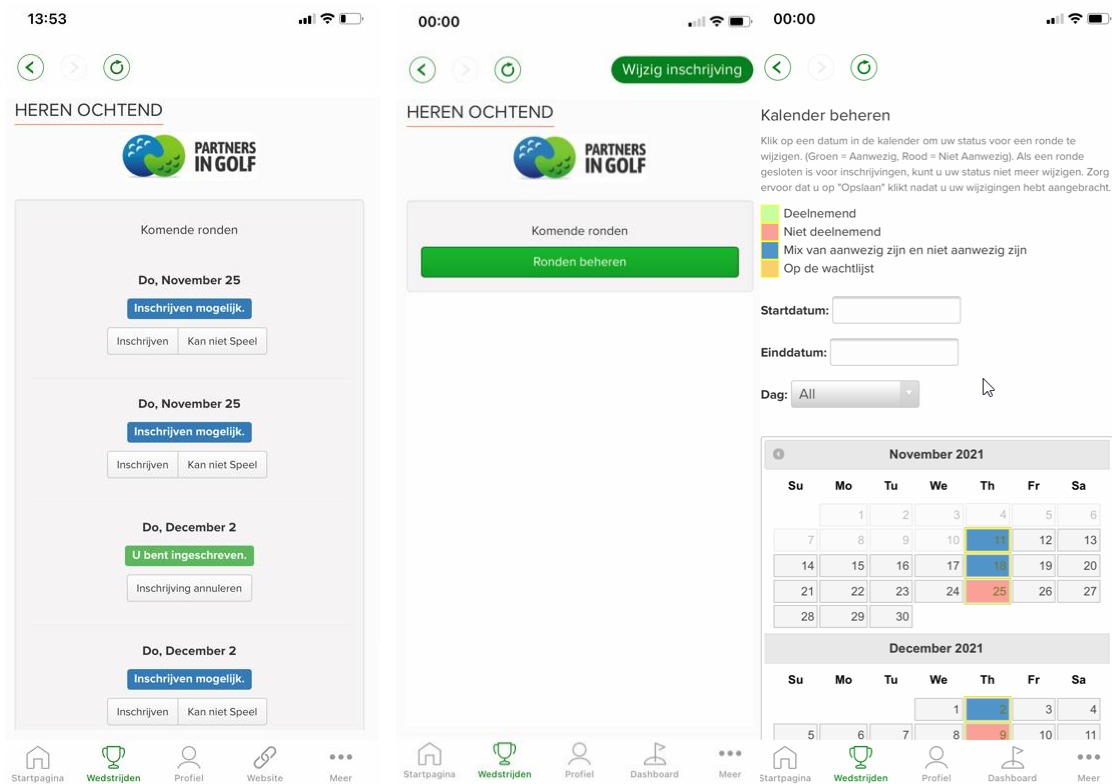 13:53
HEREN OCHTEND
PARTNERS
IN GOLF
Komende ronden
Do, November 25
Inschrijven mogelijk.
Inschrijven Kan niet Speel
Do, November 25
Inschrijven mogelijk.
Inschrijven Kan niet Speel
Do, December 2
U bent ingeschreven.
Inschrijving annuleren
Do, December 2
Inschrijven mogelijk.
Inschrijven Kan niet Speel
Startpagina Wedstrijden Profiel Website Meer
00:00
Wijzig inschrijving
HEREN OCHTEND
PARTNERS
IN GOLF
Komende ronden
Ronden beheren
Startpagina Wedstrijden Profiel Dashboard Meer
00:00
Kalender beheren
Klik op een datum in de kalender om uw status voor een ronde te
wijzigen. (Groen = Aanwezig, Rood = Niet Aanwezig). Als een ronde
gesloten is voor inschrijvingen, kunt u uw status niet meer wijzigen. Zorg
ervoor dat u op "Opslaan" klikt nadat u uw wijzigingen hebt aangebracht.
Deelnemend
Niet deelnemend
Mix van aanwezig zijn en niet aanwezig zijn
Op de wachtlijst
Startdatum:
Einddatum:
Dag: All
November 2021
Su Mo Tu We Th Fr Sa
1 2 3 4 5 6
7 8 9 10 11 12 13
14 15 16 17 18 19 20
21 22 23 24 25 26 27
28 29 30
December 2021
Su Mo Tu We Th Fr Sa
1 2 3 4
5 6 7 8 9 10 11
Startpagina Wedstrijden Profiel Dashboard Meer